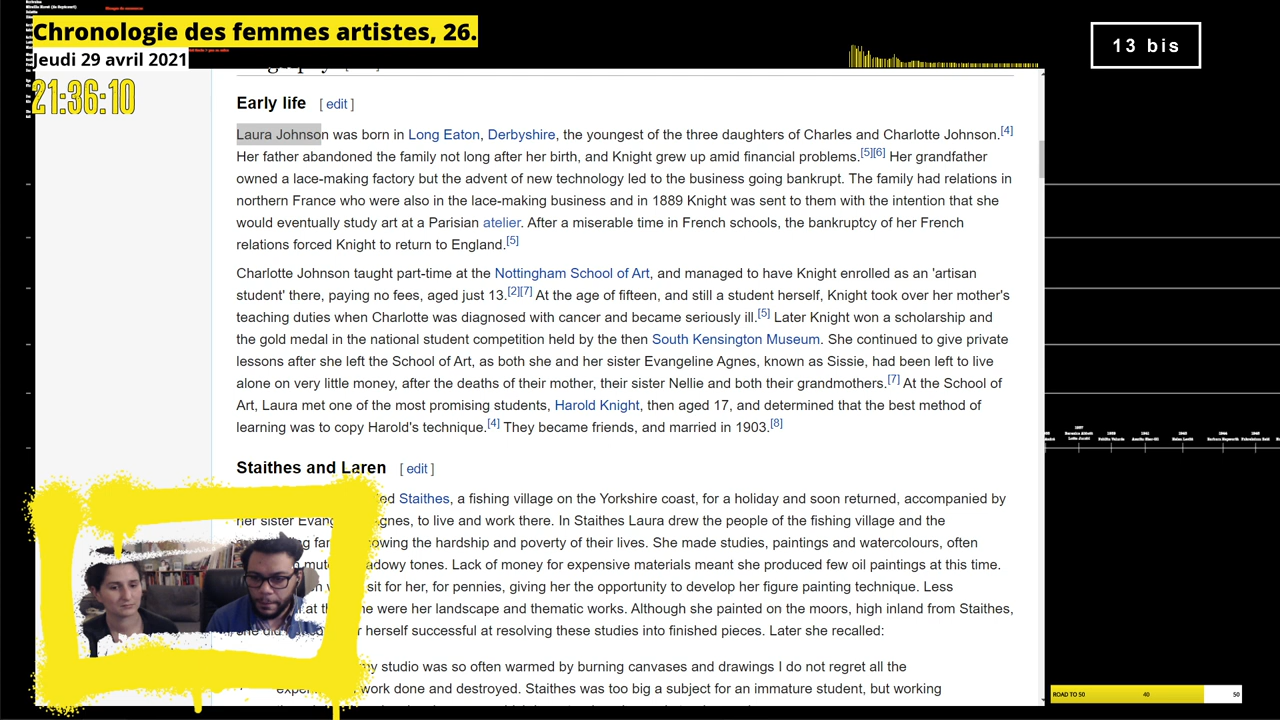 Chronologie des femmes artistes, 26.
Jeudi 29 avril 2021
21:36:10
13 bis
Early life [ edit ]
Laura Johnson was born in Long Eaton, Derbyshire, the youngest of the three daughters of Charles and Charlotte Johnson.[4]
Her father abandoned the family not long after her birth, and Knight grew up amid financial problems.[5][6] Her grandfather
owned a lace-making factory but the advent of new technology led to the business going bankrupt. The family had relations in
northern France who were also in the lace-making business and in 1889 Knight was sent to them with the intention that she
would eventually study art at a Parisian atelier. After a miserable time in French schools, the bankruptcy of her French
relations forced Knight to return to England.[5]
Charlotte Johnson taught part-time at the Nottingham School of Art, and managed to have Knight enrolled as an 'artisan
student' there, paying no fees, aged just 13.[2][7] At the age of fifteen, and still a student herself, Knight took over her mother's
teaching duties when Charlotte was diagnosed with cancer and became seriously ill.[5] Later Knight won a scholarship and
the gold medal in the national student competition held by the then South Kensington Museum. She continued to give private
lessons after she left the School of Art, as both she and her sister Evangeline Agnes, known as Sissie, had been left to live
alone on very little money, after the deaths of their mother, their sister Nellie and both their grandmothers.[7] At the School of
Art, Laura met one of the most promising students, Harold Knight, then aged 17, and determined that the best method of
learning was to copy Harold's technique.[4] They became friends, and married in 1903.[8]
Staithes and Laren [ edit ]
Staithes, a fishing village on the Yorkshire coast, for a holiday and soon returned, accompanied by
her sister to live and work there. In Staithes Laura drew the people of the fishing village and the
the hardship and poverty of their lives. She made studies, paintings and watercolours, often
tones. Lack of money for expensive materials meant she produced few oil paintings at this time.
sit for her, for pennies, giving her the opportunity to develop her figure painting technique. Less
were her landscape and thematic works. Although she painted on the moors, high inland from Staithes,
herself successful at resolving these studies into finished pieces. Later she recalled:
studio was so often warmed by burning canvases and drawings I do not regret all the
work done and destroyed. Staithes was too big a subject for an immature student, but working
ROAD TO 50 40 50